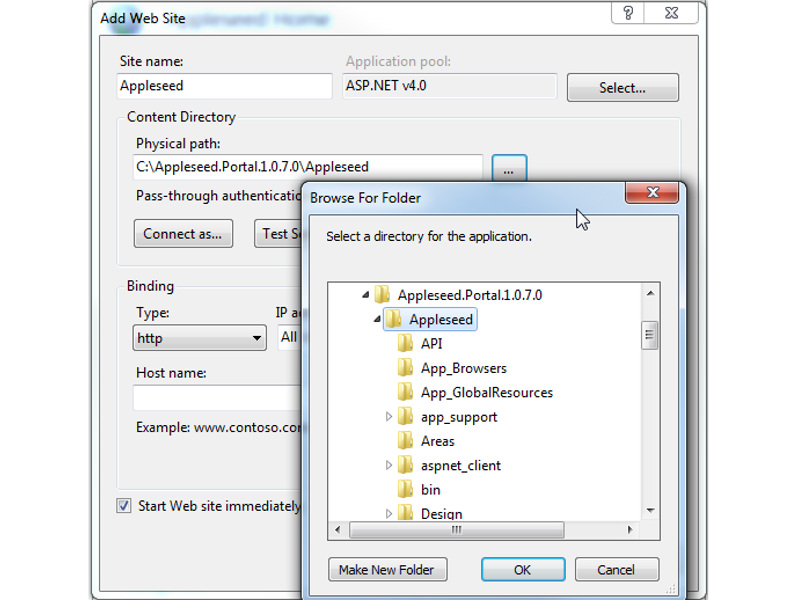 Add Web Site
Site name:
Application pool:
Appleseed
ASP.NET v4.0
Select...
Content Directory
Physical path:
C:\Appleseed.Portal.1.0.7.0\Appleseed
...
Pass-through
Connect as...
Test
Binding
Type:
IP
http
All
Host name:
Example: www.contoso.com
Start Web site immediately
Browse For Folder
Select a directory for the application.
Appleseed.Portal.1.0.7.0
Appleseed
API
App_Browsers
App_GlobalResources
app_support
Areas
aspnet_client
bin
Design
Make New Folder
OK
Cancel